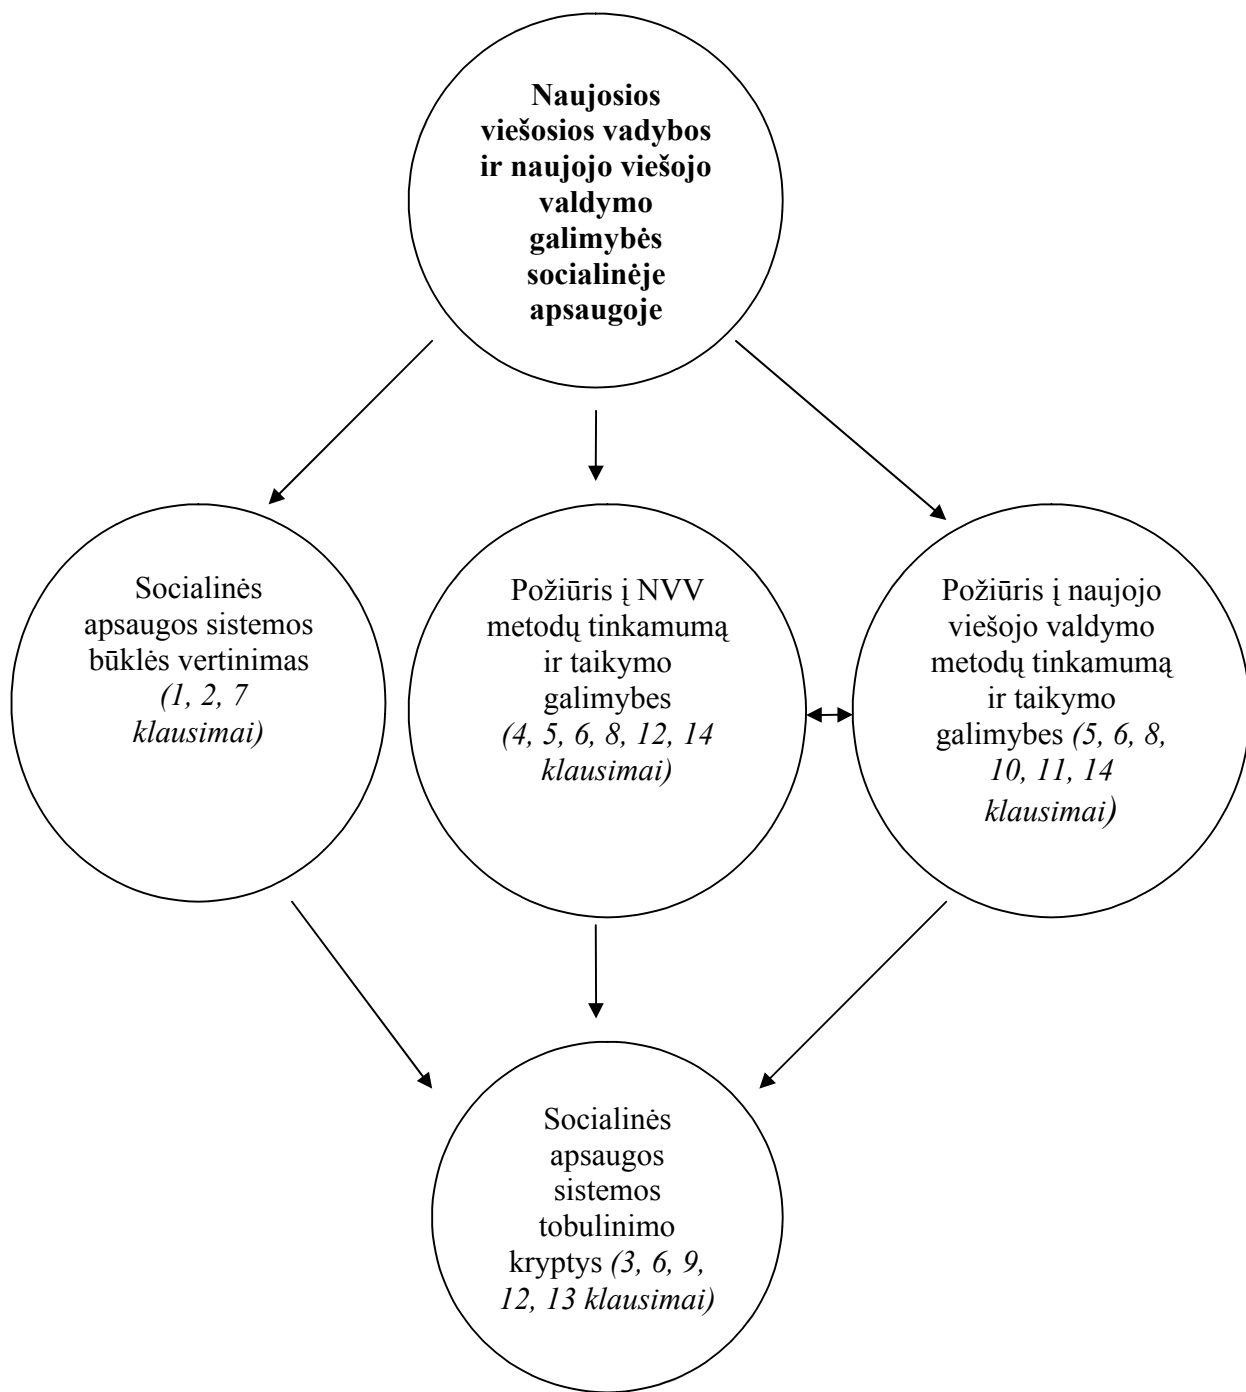 Naujosios
viešosios vadybos
ir naujojo viešojo
valdymo
galimybės
socialinėje
apsaugoje
Socialinės
apsaugos sistemos
būklės vertinimas
(1, 2, 7
klausimai)
Požiūris į NVV
metodų tinkamumą
ir taikymo
galimybes
(4, 5, 6, 8, 12, 14
klausimai)
Požiūris į naujojo
viešojo valdymo
metodų tinkamumą
ir taikymo
galimybes (5, 6, 8,
10, 11, 14
klausimai)
Socialinės
apsaugos
sistemos
tobulinimo
kryptys (3, 6, 9,
12, 13 klausimai)